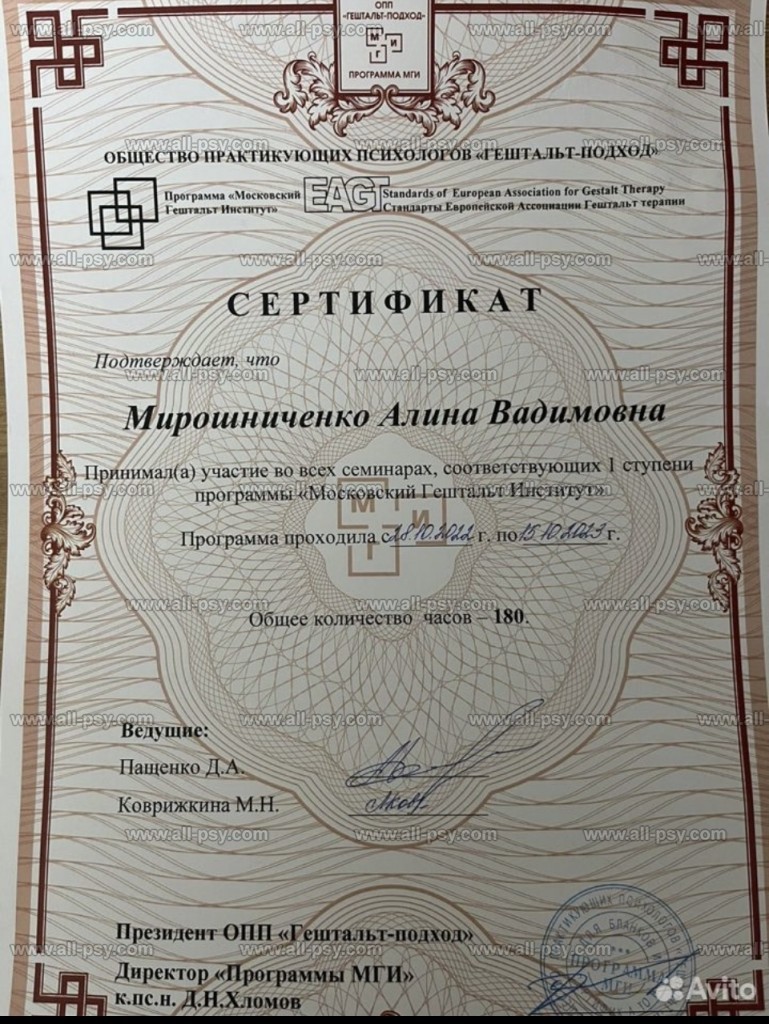 ОПП
«ГЕШТАЛЬТ-ПОДХОД»
М
И
Г
ПРОГРАММА МГИ
ОБЩЕСТВО ПРАКТИКУЮЩИХ ПСИХОЛОГОВ «ГЕШТАЛЬТ-ПОДХОД»
Программа «Московский
Гештальт Институт»
EAGT
Standards of European Association for Gestalt Therapy
Стандарты Европейской Ассоциации Гештальт терапии
СЕРТИФИКАТ
Подтверждает, что
Мирошниченко Алина Вадимовна
Принимал(а) участие во всех семинарах, соответствующих 1 ступени
программы «Московский Гештальт Институт»
М
И
Г
Программа проходила с 28.10.2022 г. по 15.10.2023 г.
Общее количество часов – 180.
Ведущие:
Пащенко Д.А.
Коврижкина М.Н.
Президент ОПП «Гештальт-подход»
Директор «Программы МГИ»
к.пс.н. Д.Н.Хломов
ПРОГРАММА
МГИ
www.all-psy.com
Avito